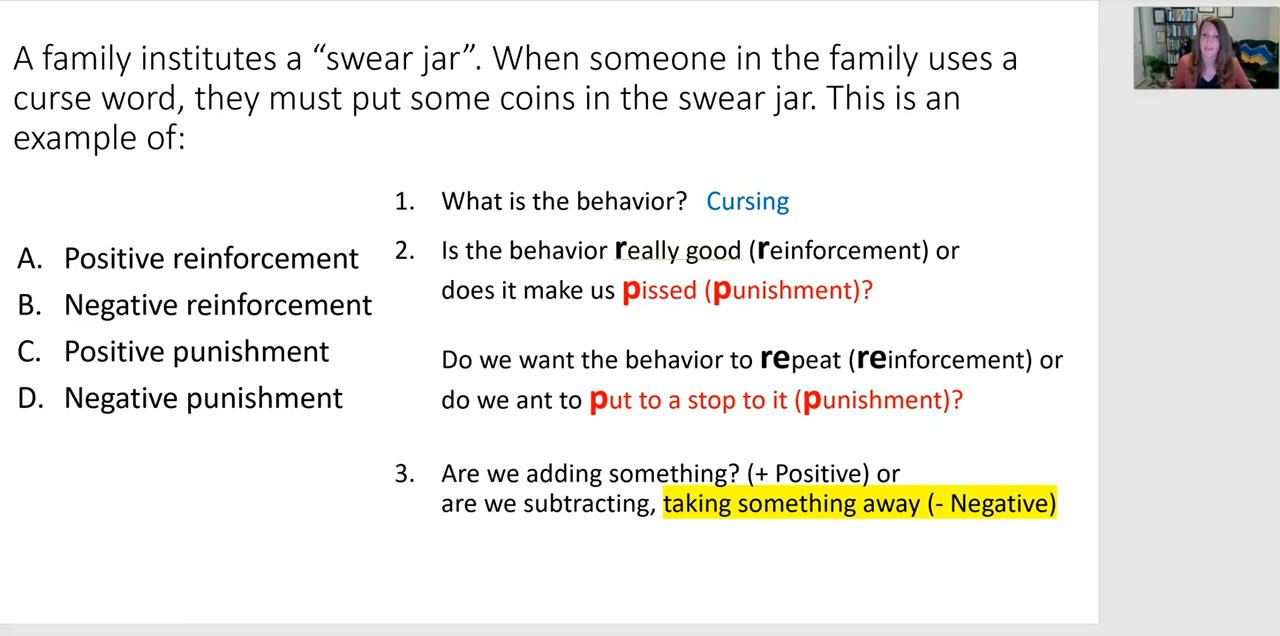 A family institutes a “swear jar”. When someone in the family uses a
curse word, they must put some coins in the swear jar. This is an
example of:
A. Positive reinforcement
B. Negative reinforcement
C. Positive punishment
D. Negative punishment
1. What is the behavior? Cursing
2. Is the behavior really good (reinforcement) or
does it make us pissed (punishment)?
Do we want the behavior to repeat (reinforcement) or
do we ant to put to a stop to it (punishment)?
3. Are we adding something? (+ Positive) or
are we subtracting, taking something away (- Negative)